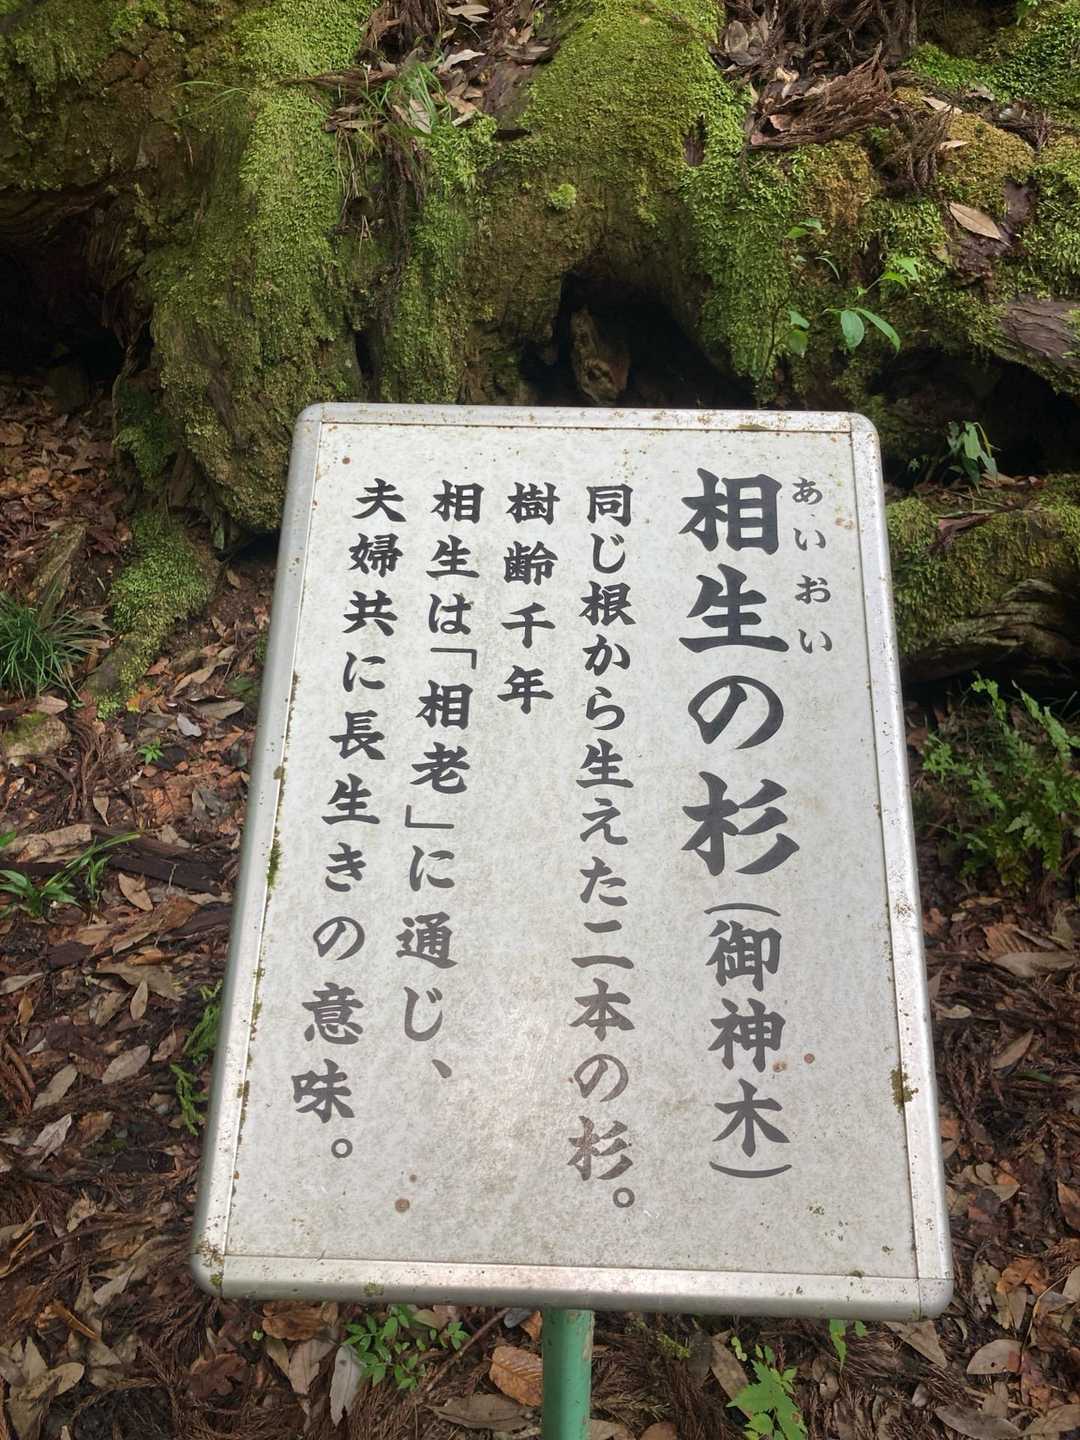 相生の杉(御神木)
あいおい
同じ根から生えた二本の杉。
樹齢千年
相生は「相老」に通じ、
夫婦共に長生きの意味。